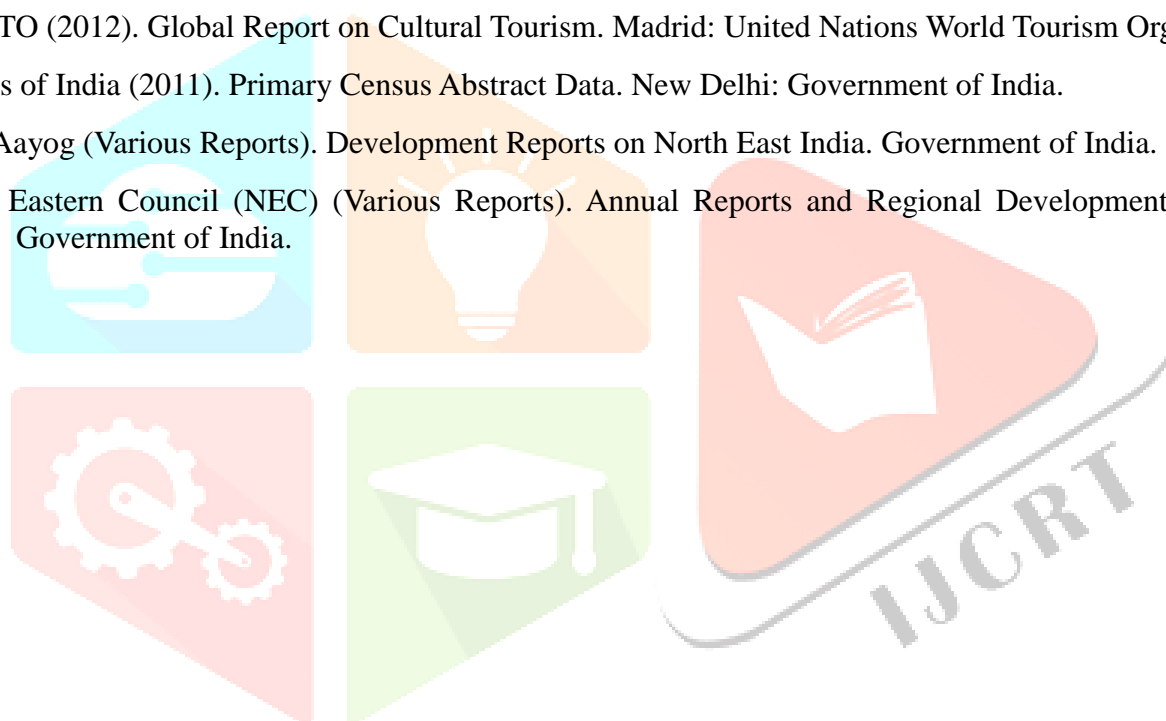 TO (2012). Global Report on Cultural Tourism. Madrid: United Nations World Tourism Org
s of India (2011). Primary Census Abstract Data. New Delhi: Government of India.
Aayog (Various Reports). Development Reports on North East India. Government of India.
Eastern Council (NEC) (Various Reports). Annual Reports and Regional Development
Government of India.
IJCRT